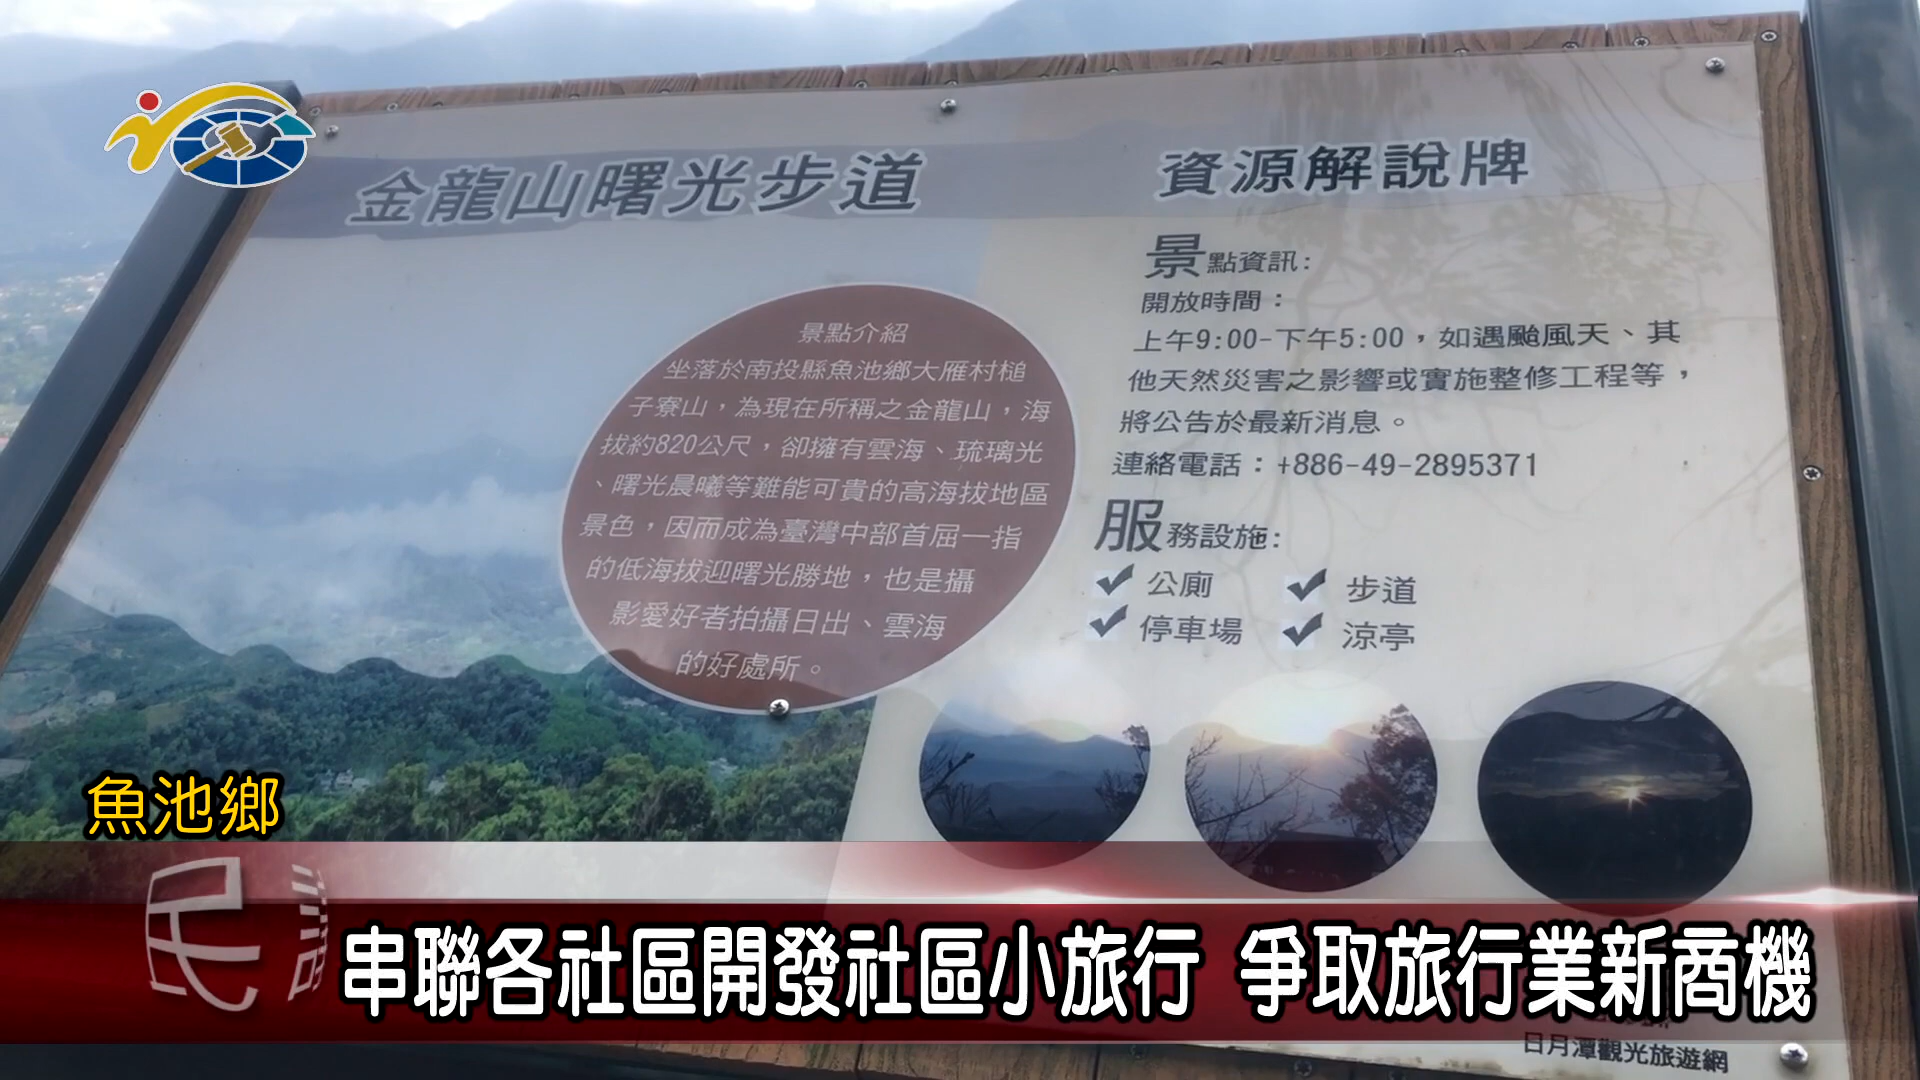 金龍山曙光步道
資源解說牌
景點介紹
坐落於南投縣魚池鄉大雁村槌
子寮山，為現在所稱之金龍山，海
拔約820公尺，卻擁有雲海、琉璃光
、曙光晨曦等難能可貴的高海拔地區
景色，因而成為臺灣中部首屈一指
的低海拔迎曙光勝地，也是攝
影愛好者拍攝日出、雲海
的好處所。
景點資訊:
開放時間：
上午9:00-下午5:00，如遇颱風天、其
他天然災害之影響或實施整修工程等，
將公告於最新消息。
連絡電話：+886-49-2895371
服務設施:
公廁
步道
停車場
涼亭
魚池鄉
串聯各社區開發社區小旅行 爭取旅行業新商機
日月潭觀光旅遊網